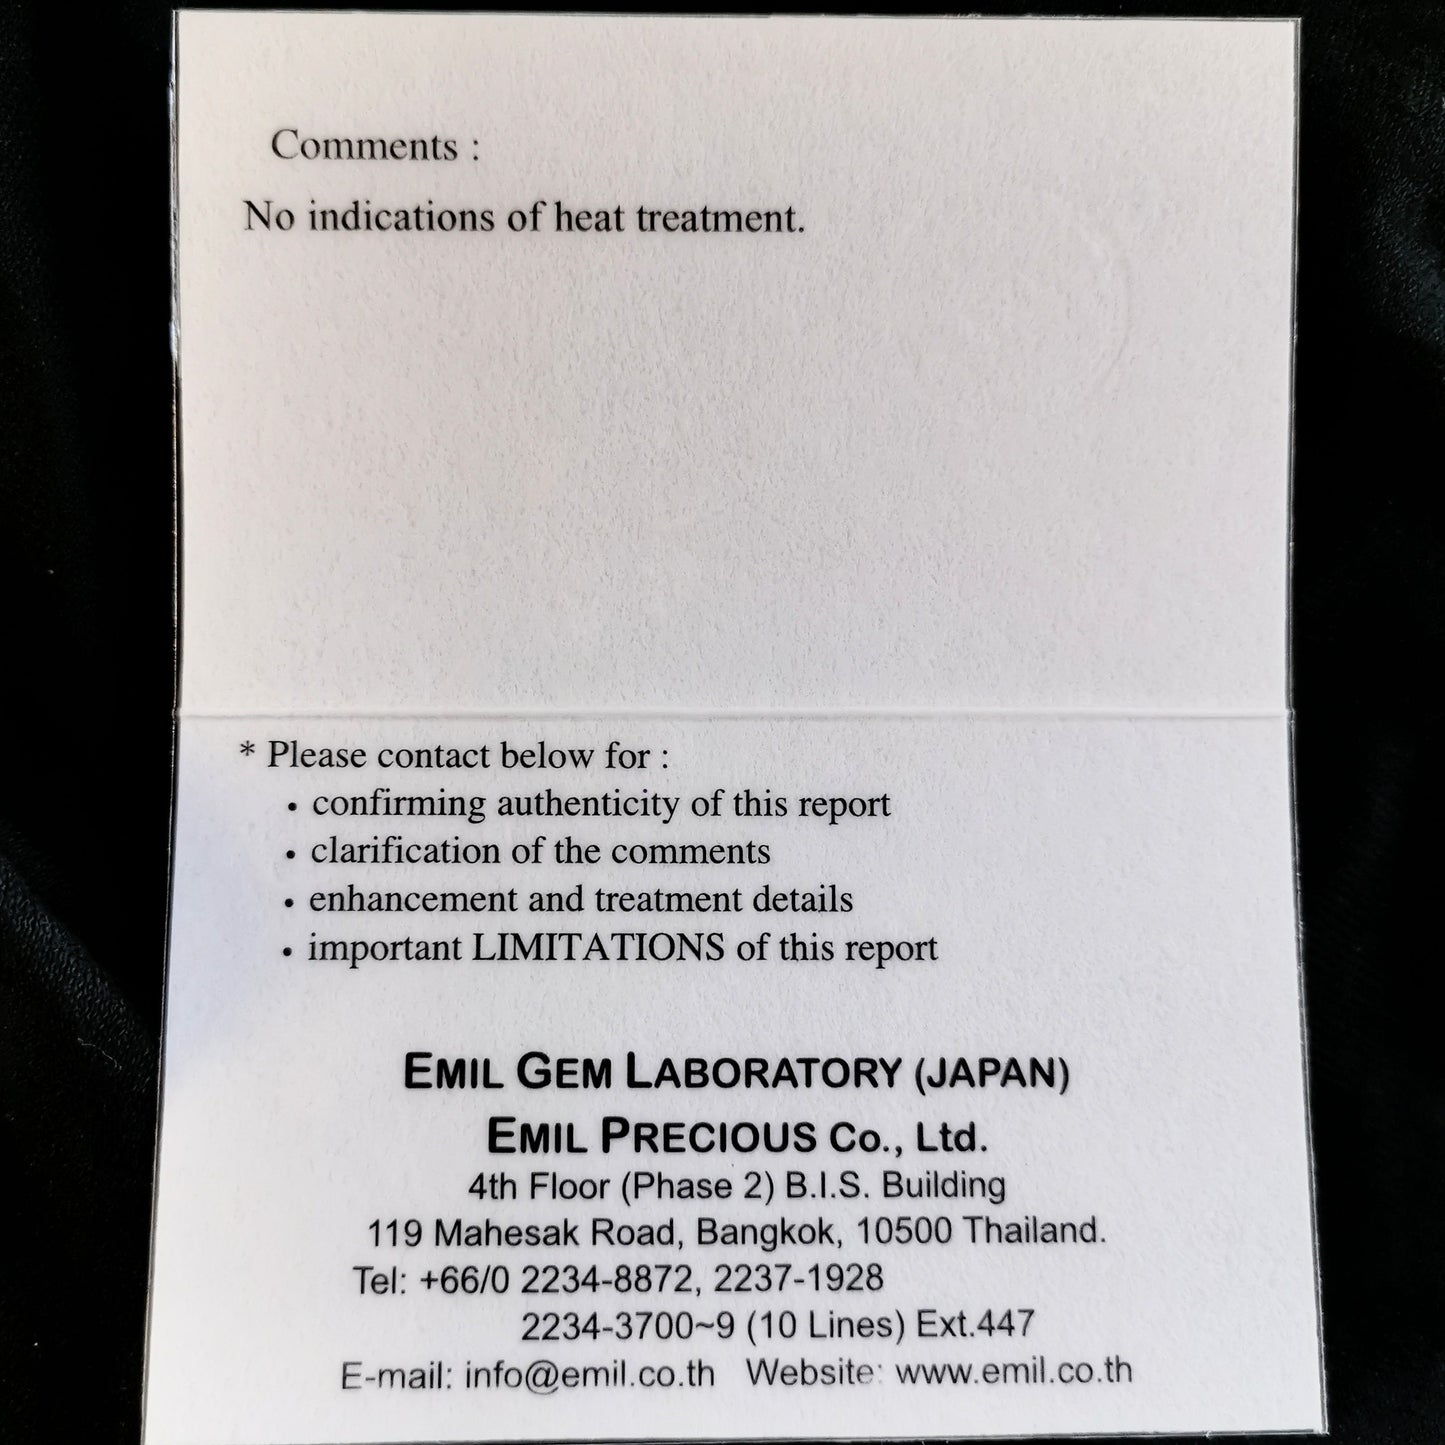 Comments :
No indications of heat treatment.
* Please contact below for :
• confirming authenticity of this report
• clarification of the comments
• enhancement and treatment details
• important LIMITATIONS of this report
EMIL GEM LABORATORY (JAPAN)
EMIL PRECIOUS Co., Ltd.
4th Floor (Phase 2) B.I.S. Building
119 Mahesak Road, Bangkok, 10500 Thailand.
Tel: +66/0 2234-8872, 2237-1928
2234-3700~9 (10 Lines) Ext.447
E-mail: info@emil.co.th Website: www.emil.co.th